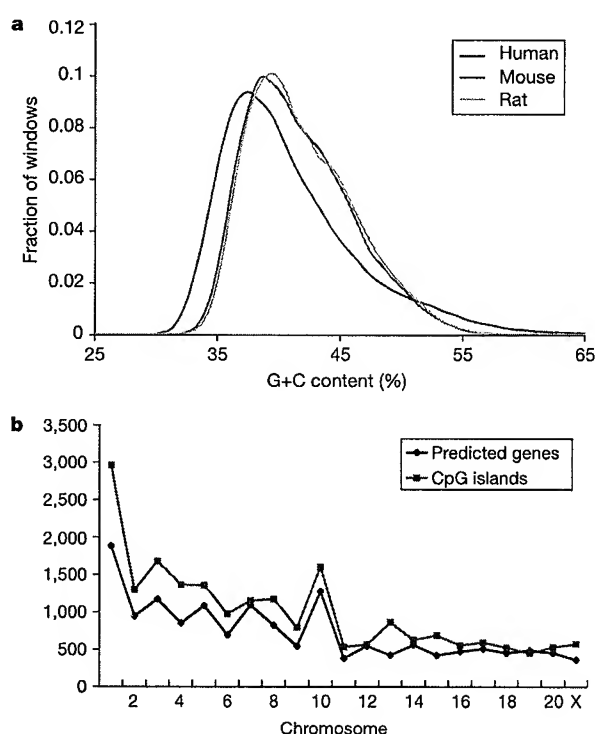 a
0.12
0.1
0.08
0.06
0.04
0.02
0
Fraction of windows
Human
Mouse
Rat
25 35 45 55 65
G+C content (%)
b
3,500
3,000
2,500
2,000
1,500
1,000
500
0
Predicted genes
CpG islands
2 4 6 8 10 12 14 16 18 20 X
Chromosome